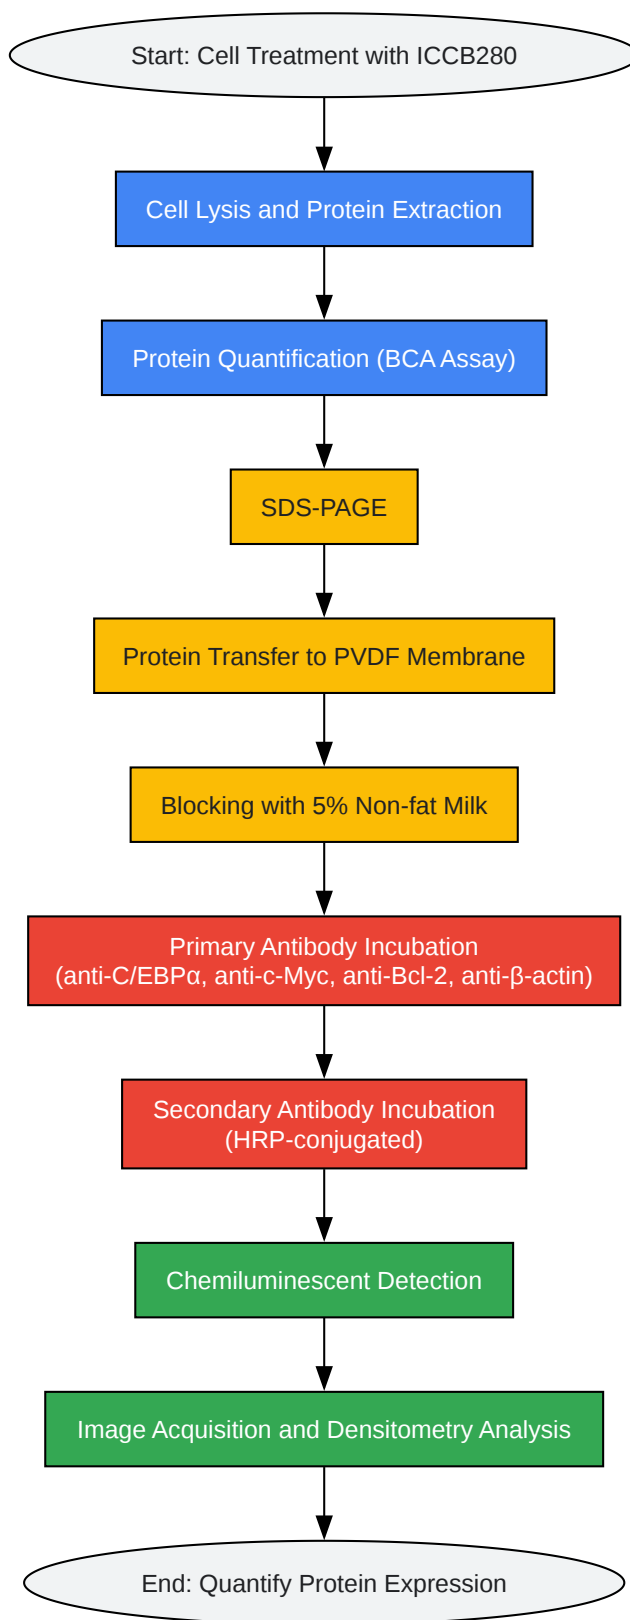 Start: Cell Treatment with ICCB280
Cell Lysis and Protein Extraction
Protein Quantification (BCA Assay)
SDS-PAGE
Protein Transfer to PVDF Membrane
Blocking with 5% Non-fat Milk
Primary Antibody Incubation
(anti-C/EBPα, anti-c-Myc, anti-Bcl-2, anti-β-actin)
Secondary Antibody Incubation
(HRP-conjugated)
Chemiluminescent Detection
Image Acquisition and Densitometry Analysis
End: Quantify Protein Expression